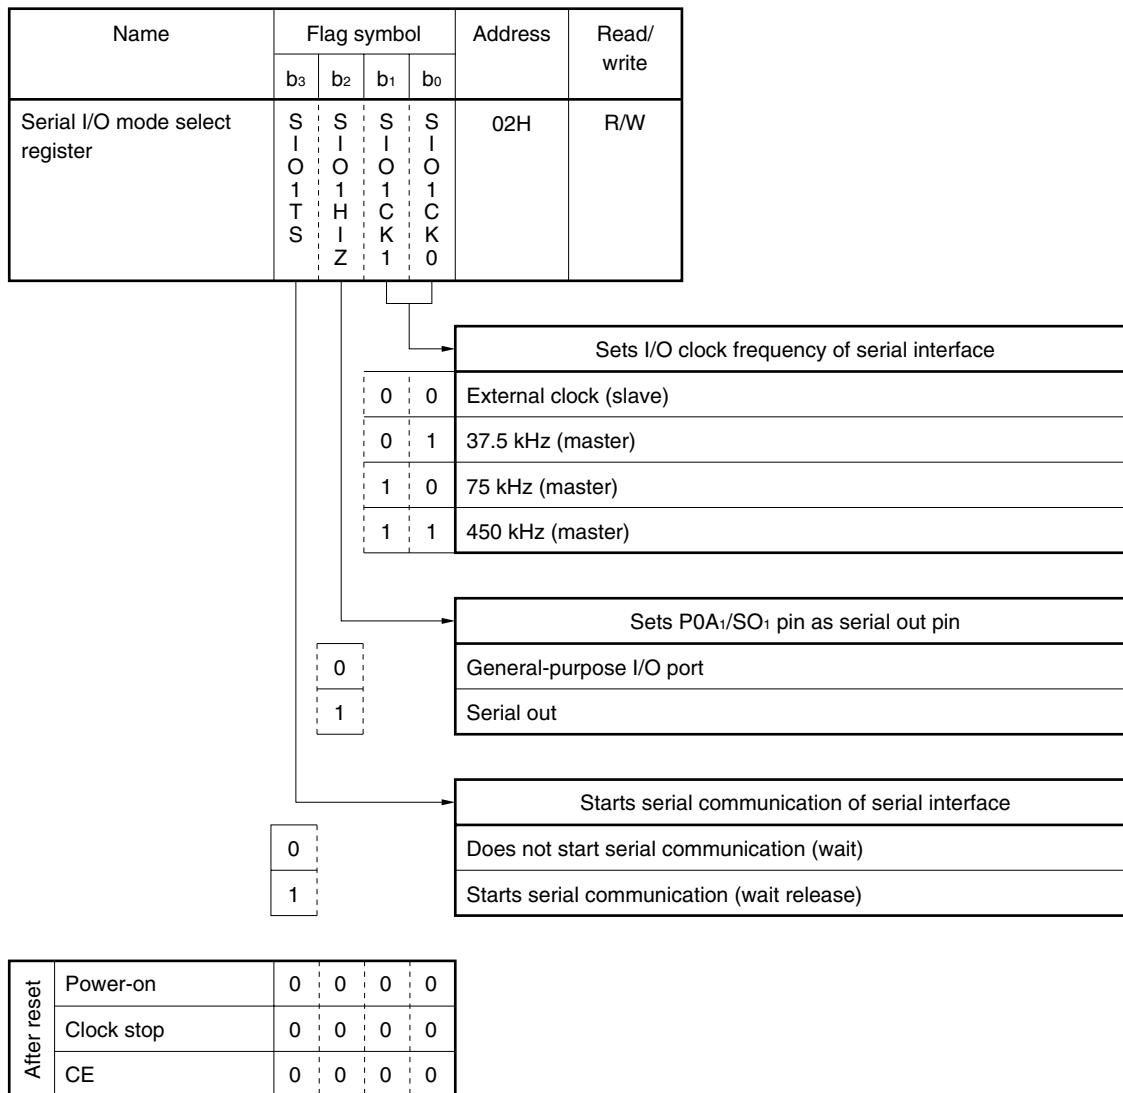 Name Flag symbol Address Read/write
b3 b2 b1 b0
Serial I/O mode select register SIO1TS SIO1HIZ SIO1CK1 SIO1CK0 02H R/W
Sets I/O clock frequency of serial interface
0 0 External clock (slave)
0 1 37.5 kHz (master)
1 0 75 kHz (master)
1 1 450 kHz (master)
Sets P0A1/SO1 pin as serial out pin
0 General-purpose I/O port
1 Serial out
Starts serial communication of serial interface
0 Does not start serial communication (wait)
1 Starts serial communication (wait release)
After reset
Power-on 0 0 0 0
Clock stop 0 0 0 0
CE 0 0 0 0